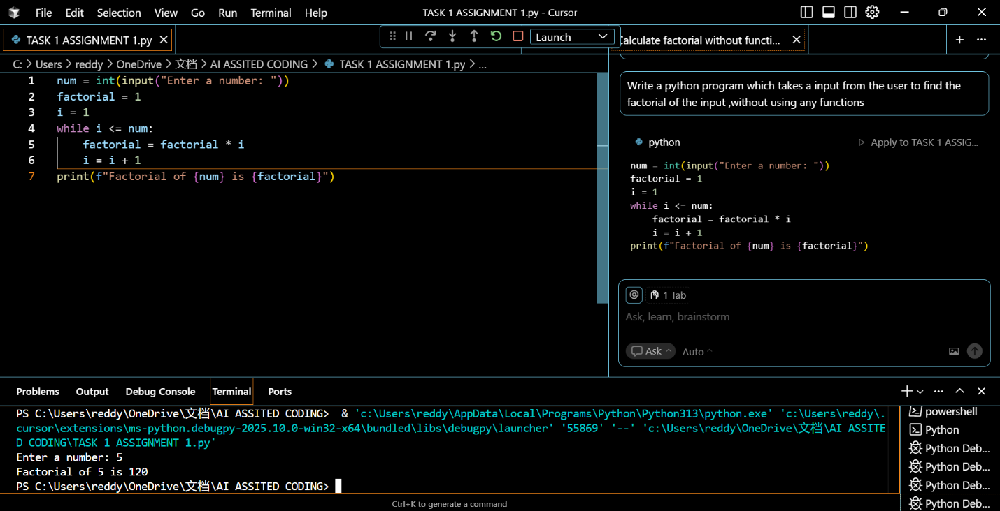 File Edit Selection View Go Run Terminal Help TASK 1 ASSIGNMENT 1.py - Cursor
TASK 1 ASSIGNMENT 1.py
Launch
Calculate factorial without functi...
C: > Users > reddy > OneDrive > 文档 > AI ASSITED CODING > TASK 1 ASSIGNMENT 1.py > ...
1 num = int(input("Enter a number: "))
2 factorial = 1
3 i = 1
4 while i <= num:
5 factorial = factorial * i
6 i = i + 1
7 print(f"Factorial of {num} is {factorial}")
Write a python program which takes a input from the user to find the
factorial of the input ,without using any functions
python Apply to TASK 1 ASSIG...
num = int(input("Enter a number: "))
factorial = 1
i = 1
while i <= num:
factorial = factorial * i
i = i + 1
print(f"Factorial of {num} is {factorial}")
@ 1 Tab
Ask, learn, brainstorm
Ask Auto
Problems Output Debug Console Terminal Ports
PS C:\Users\reddy\OneDrive\文档\AI ASSITED CODING> & 'c:\Users\reddy\AppData\Local\Programs\Python\Python313\python.exe' 'c:\Users\reddy\.
cursor\extensions\ms-python.debugpy-2025.10.0-win32-x64\bundled\libs\debugpy\launcher' '55869' '--' 'c:\Users\reddy\OneDrive\文档\AI ASSITE
D CODING\TASK 1 ASSIGNMENT 1.py'
Enter a number: 5
Factorial of 5 is 120
PS C:\Users\reddy\OneDrive\文档\AI ASSITED CODING>
powershell
Python
Python Deb...
Python Deb...
Python Deb...
Python Deb...
Ctrl+K to generate a command